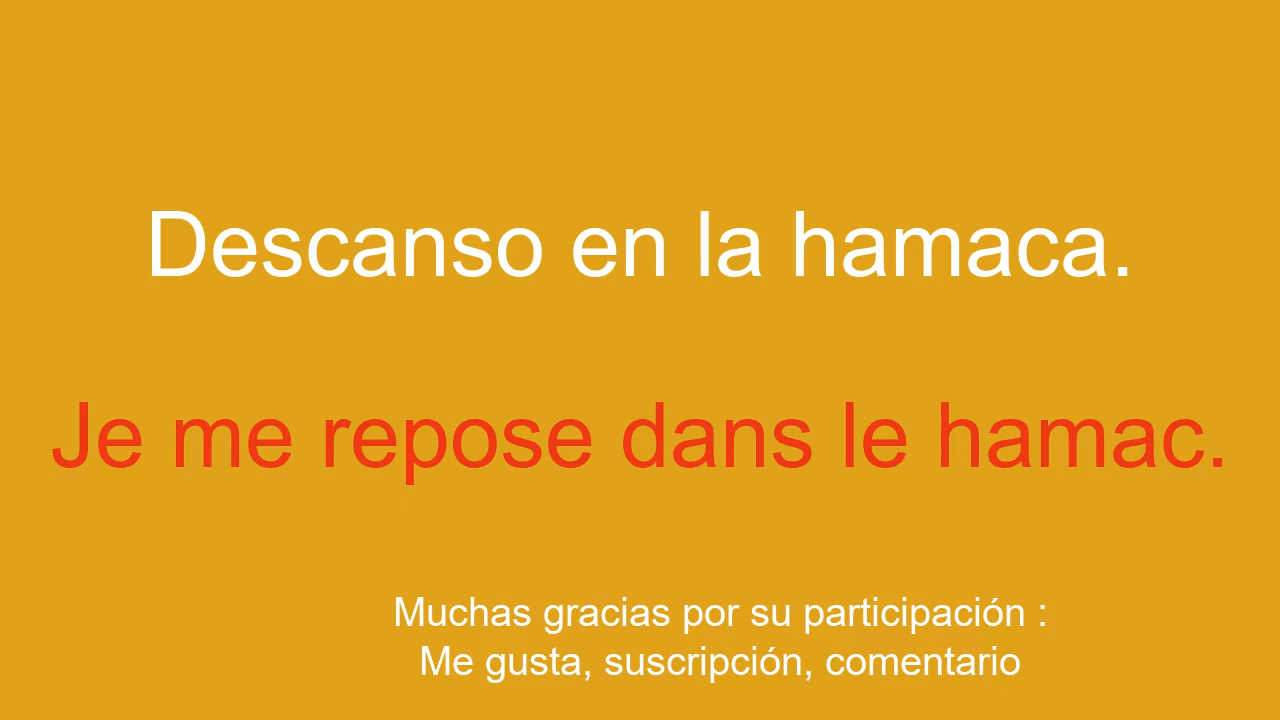 Descanso en la hamaca.
Je me repose dans le hamac.
Muchas gracias por su participación :
Me gusta, suscripción, comentario